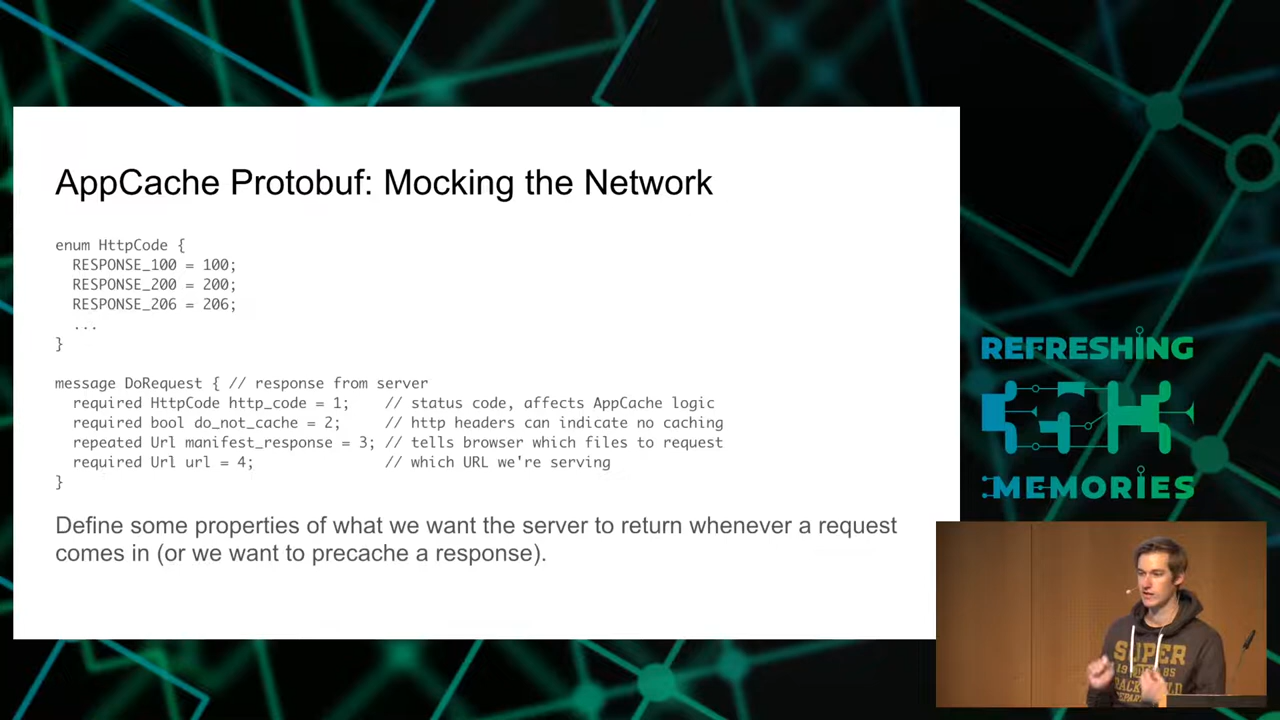 AppCache Protobuf: Mocking the Network
enum HttpCode {
RESPONSE_100 = 100;
RESPONSE_200 = 200;
RESPONSE_206 = 206;
...
}
message DoRequest { // response from server
required HttpCode http_code = 1; // status code, affects AppCache logic
required bool do_not_cache = 2; // http headers can indicate no caching
repeated Url manifest_response = 3; // tells browser which files to request
required Url url = 4; // which URL we're serving
}
Define some properties of what we want the server to return whenever a request
comes in (or we want to precache a response).
REFRESHING
MEMORIES
SUPER